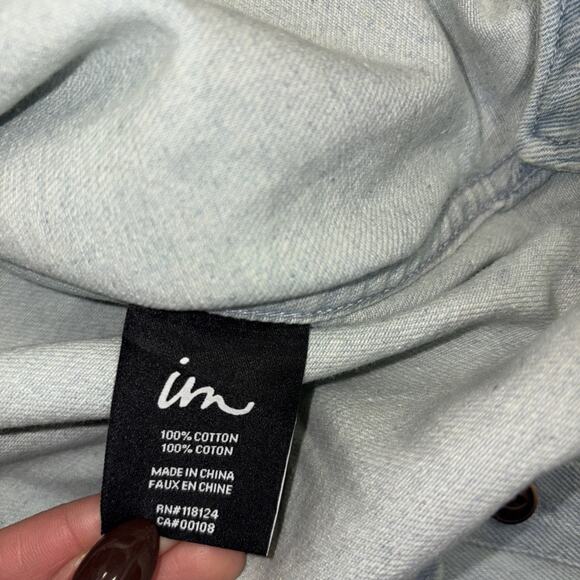 im
100% COTTON
100% COTON
MADE IN CHINA
FAUX EN CHINE
RN#118124
CA#00108